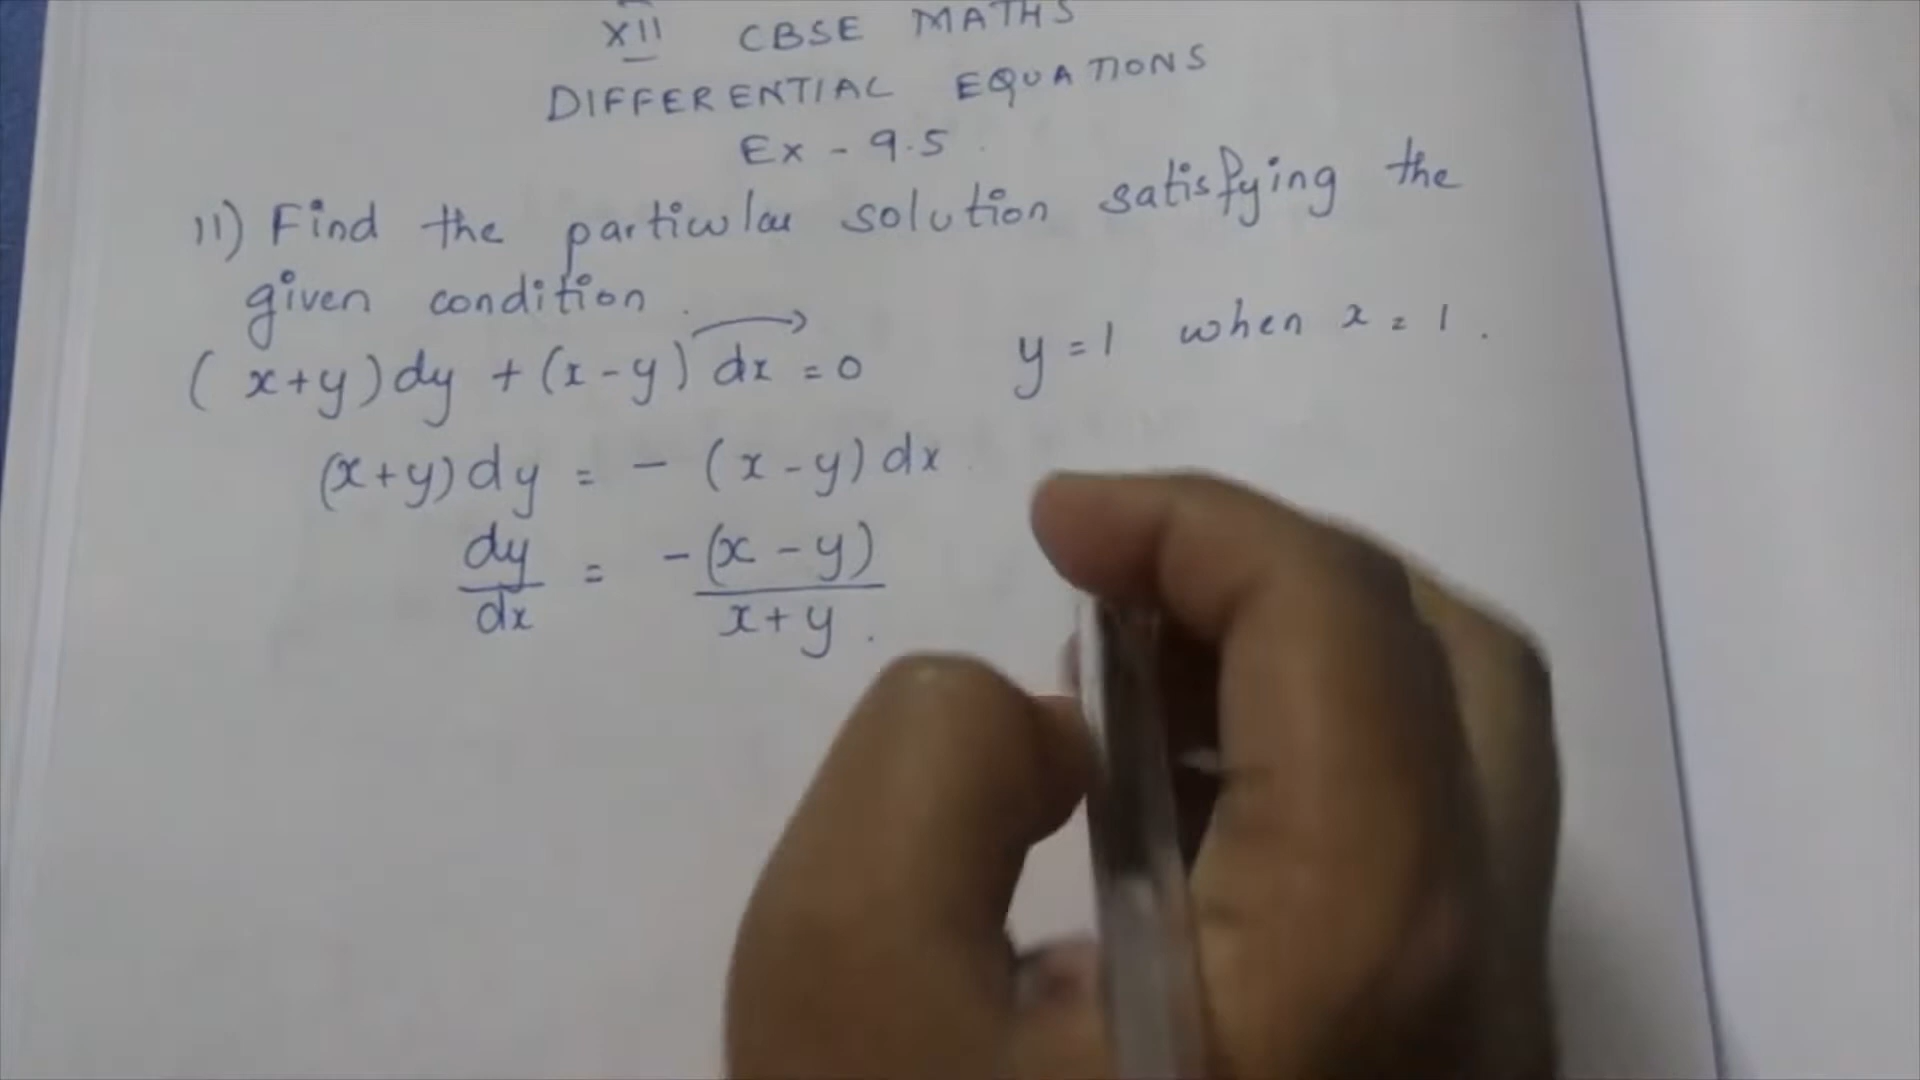 XII CBSE MATHS
DIFFERENTIAL EQUATIONS
Ex - 9.5
11) Find the particular solution satisfying the
given condition.
(x+y)dy + (x-y) dx = 0 y = 1 when x = 1.
(x+y)dy = - (x-y)dx
dy/dx = -(x-y)/x+y.